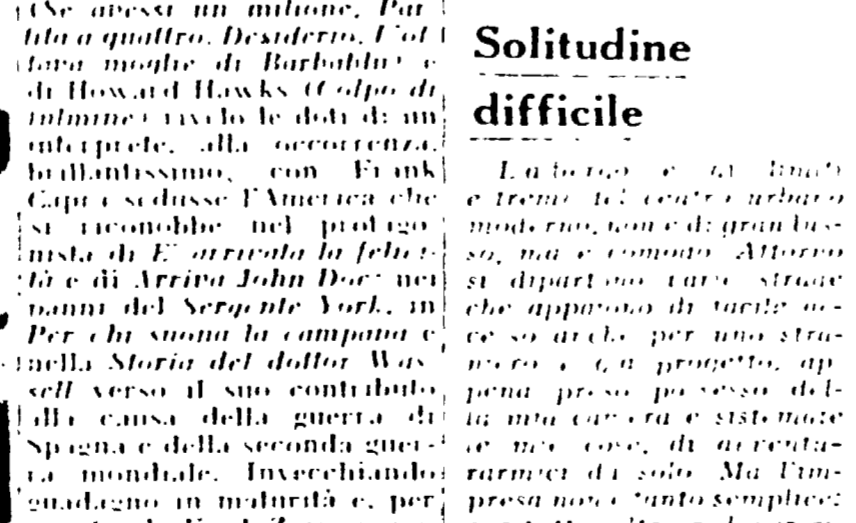 (Se avessi un milione, Par
tita a quattro, Desiderio, L'ot
tava moglie di Barbablù) e
di Howard Hawks (Colpo di
fulmine) rivelò le doti di un
interprete, alla occorrenza,
brillantissimo, con Frank
Capra sedusse l'America che
si riconobbe nel protago
nista di E' arrivata la felici-
tà e di Arriva John Doe: nei
panni del Sergente York, in
Per chi suona la campana e
nella Storia del dottor Was
sell versò il suo contributo
alla causa della guerra di
Spagna e della seconda guer-
ra mondiale. Invecchiando
guadagnò in maturità e, per
Solitudine
difficile
L'albergo è ai limiti
estremi del centro urbano
moderno, non è di gran lus-
so, ma è comodo. Attorno
si dipartono varie strade
che appaiono di facile ac-
cesso anche per uno stra-
niero progetto, ap
pena preso possesso del-
la mia camera e sistemate
le mie cose, di avventu-
rarmici da solo. Ma l'im-
presa non è tanto semplice: